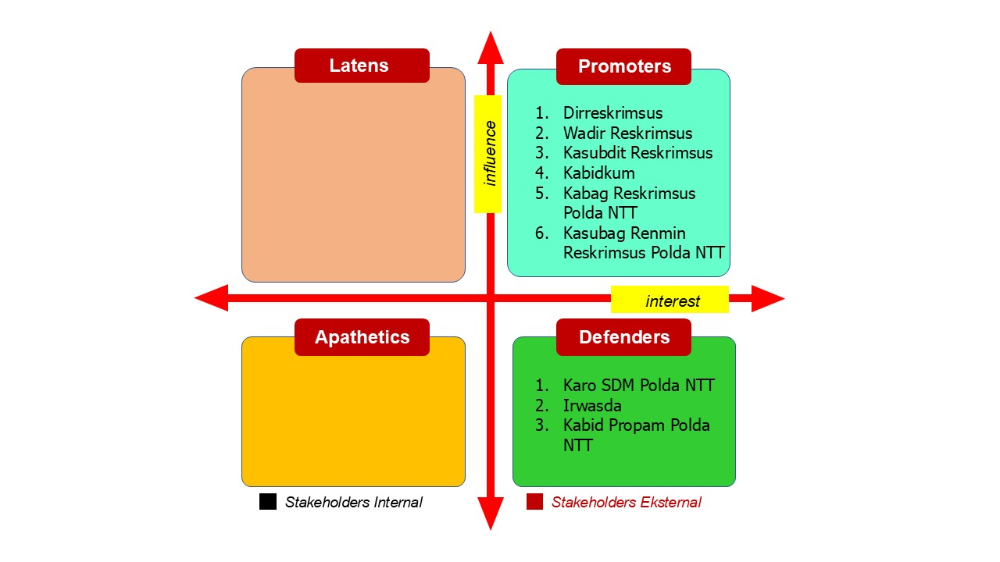 Latens
Promoters
1. Dirreskrimsus
2. Wadir Reskrimsus
3. Kasubdit Reskrimsus
4. Kabidkum
5. Kabag Reskrimsus
Polda NTT
6. Kasubag Renmin
Reskrimsus Polda NTT
influence
interest
Apathetics
Defenders
1. Karo SDM Polda NTT
2. Irwasda
3. Kabid Propam Polda
NTT
Stakeholders Internal
Stakeholders Eksternal